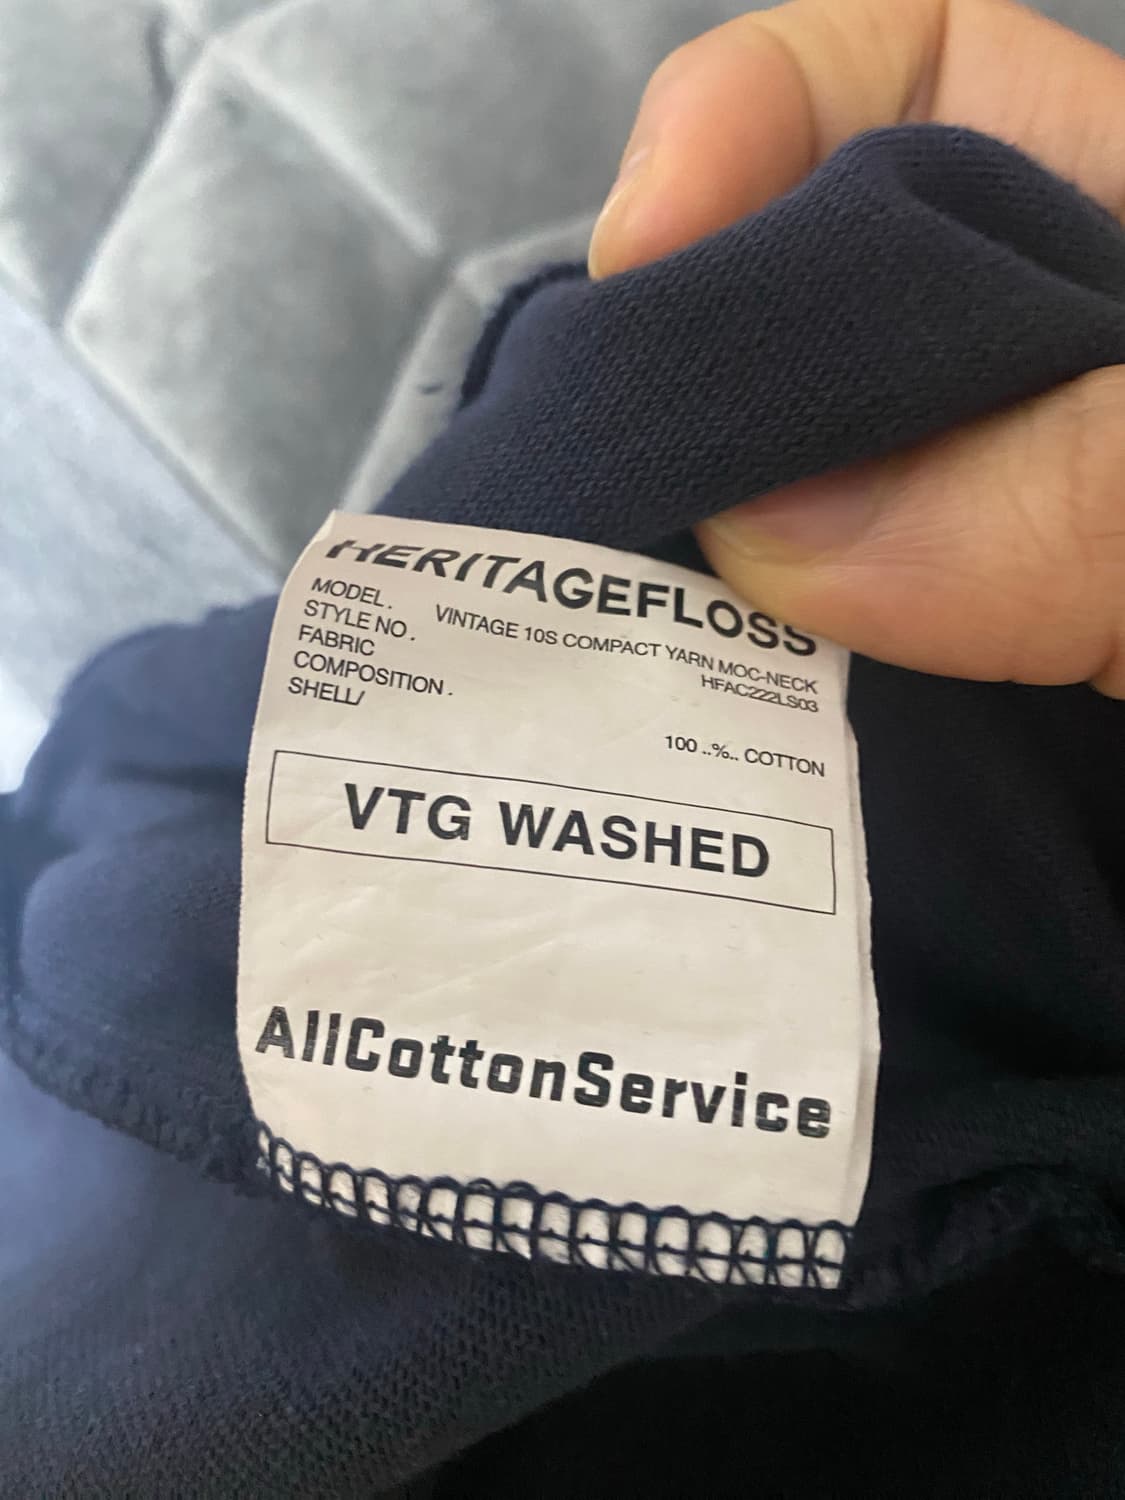 HERITAGEFLOSS
MODEL. VINTAGE 10S COMPACT YARN MOC-NECK
STYLE NO. HFAC222LS03
FABRIC
COMPOSITION.
SHELL/ 100..%.. COTTON
VTG WASHED
AllCottonService